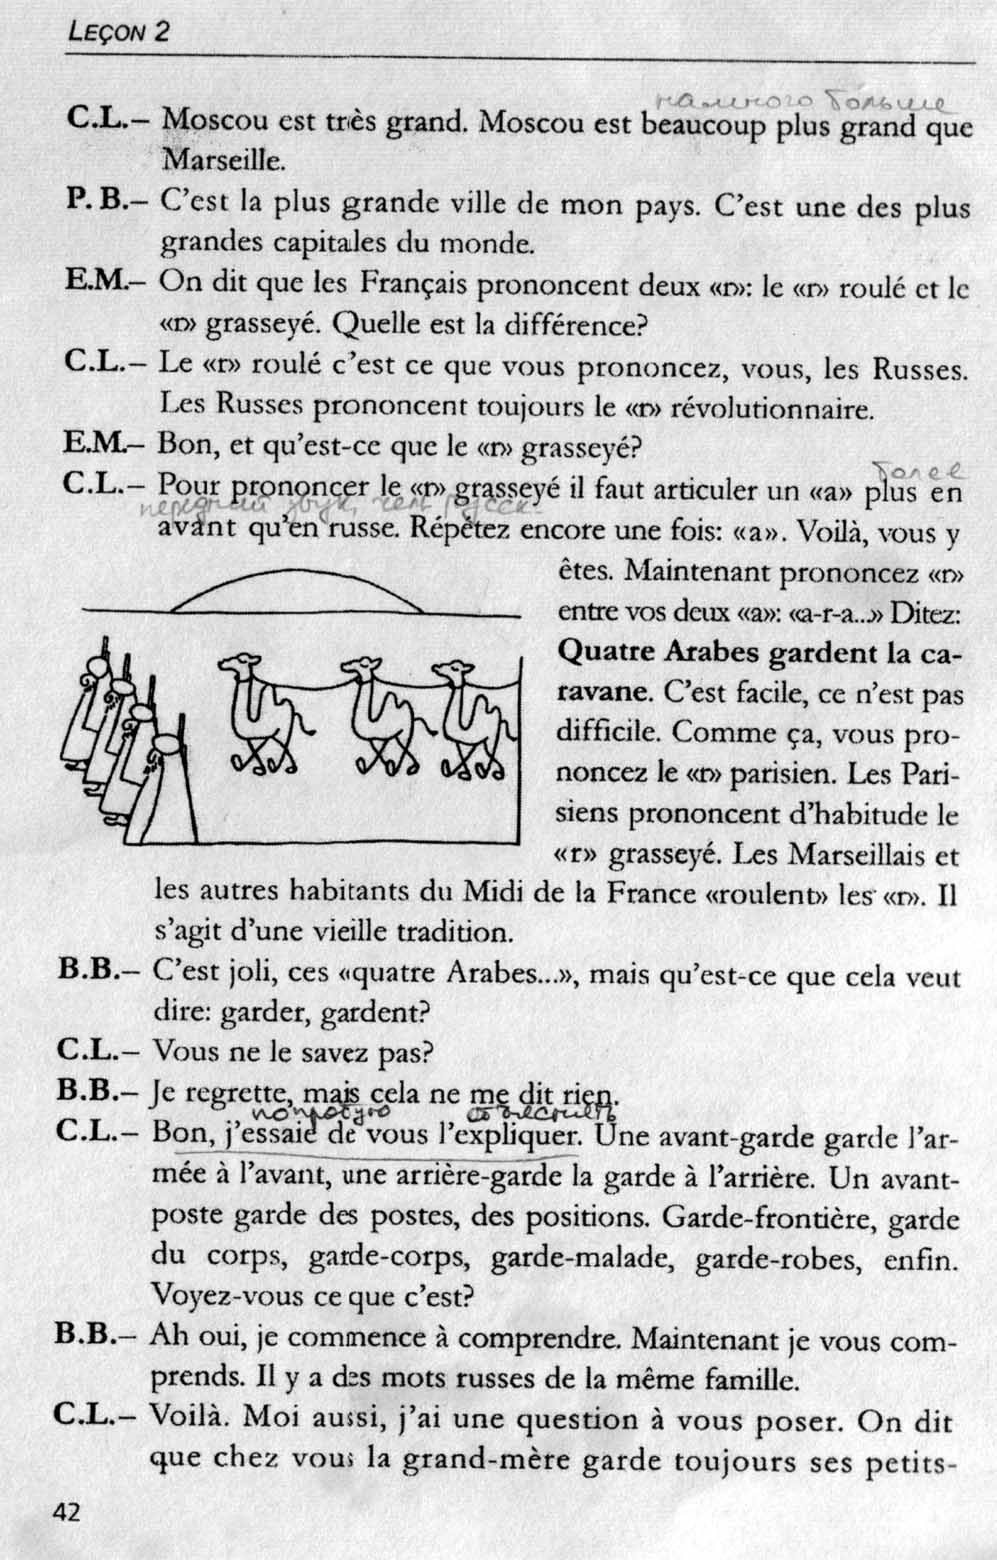 LEÇON 2
намного больше
C.L.– Moscou est très grand. Moscou est beaucoup plus grand que
Marseille.
P. B.– C'est la plus grande ville de mon pays. C'est une des plus
grandes capitales du monde.
E.M.– On dit que les Français prononcent deux «r»: le «r» roulé et le
«r» grasseyé. Quelle est la différence?
C.L.– Le «r» roulé c'est ce que vous prononcez, vous, les Russes.
Les Russes prononcent toujours le «r» révolutionnaire.
E.M.– Bon, et qu'est-ce que le «r» grasseyé?
более
C.L.– Pour prononcer le «r» grasseyé il faut articuler un «a» plus en
передний звук, чем русск.
avant qu'en russe. Répètez encore une fois: «a». Voilà, vous y
êtes. Maintenant prononcez «r»
entre vos deux «a»: «a-r-a...» Ditez:
Quatre Arabes gardent la ca-
ravane. C'est facile, ce n'est pas
difficile. Comme ça, vous pro-
noncez le «r» parisien. Les Pari-
siens prononcent d'habitude le
«r» grasseyé. Les Marseillais et
les autres habitants du Midi de la France «roulent» les «r». Il
s'agit d'une vieille tradition.
B.B.– C'est joli, ces «quatre Arabes...», mais qu'est-ce que cela veut
dire: garder, gardent?
C.L.– Vous ne le savez pas?
B.B.– Je regrette, mais cela ne me dit rien.
попробую объяснить
C.L.– Bon, j'essaie de vous l'expliquer. Une avant-garde garde l'ar-
mée à l'avant, une arrière-garde la garde à l'arrière. Un avant-
poste garde des postes, des positions. Garde-frontière, garde
du corps, garde-corps, garde-malade, garde-robes, enfin.
Voyez-vous ce que c'est?
B.B.– Ah oui, je commence à comprendre. Maintenant je vous com-
prends. Il y a des mots russes de la même famille.
C.L.– Voilà. Moi aussi, j'ai une question à vous poser. On dit
que chez vous la grand-mère garde toujours ses petits-
42